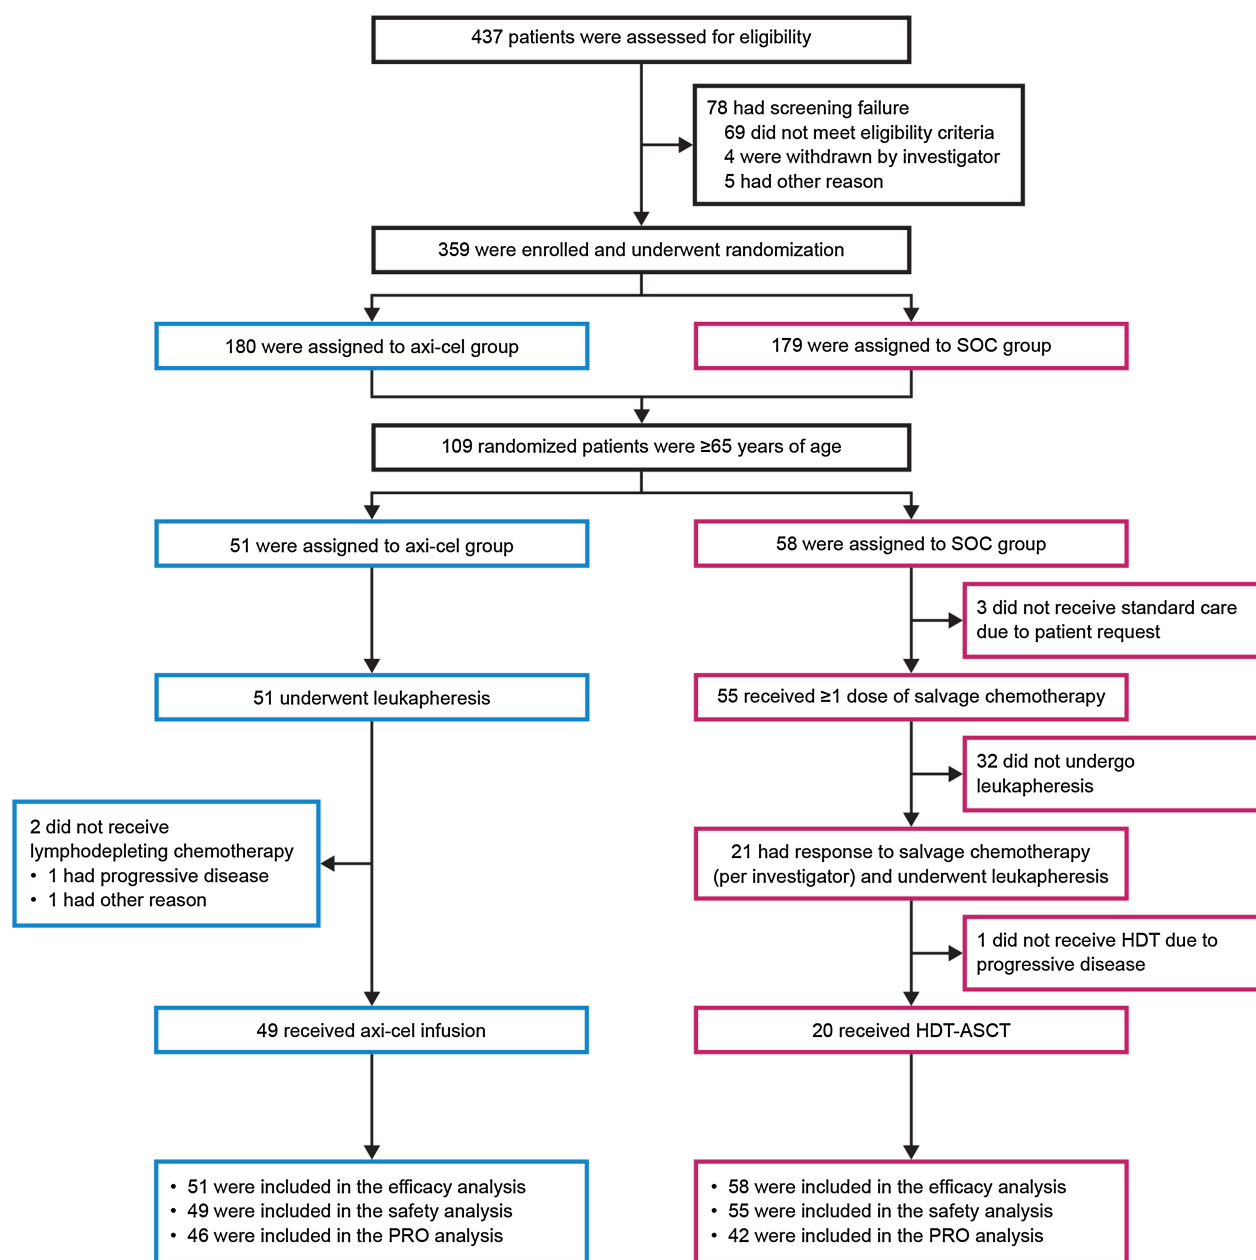 437 patients were assessed for eligibility
78 had screening failure
69 did not meet eligibility criteria
4 were withdrawn by investigator
5 had other reason
359 were enrolled and underwent randomization
180 were assigned to axi-cel group
179 were assigned to SOC group
109 randomized patients were ≥65 years of age
51 were assigned to axi-cel group
58 were assigned to SOC group
3 did not receive standard care
due to patient request
51 underwent leukapheresis
55 received ≥1 dose of salvage chemotherapy
32 did not undergo
leukapheresis
2 did not receive
lymphodepleting chemotherapy
• 1 had progressive disease
• 1 had other reason
21 had response to salvage chemotherapy
(per investigator) and underwent leukapheresis
1 did not receive HDT due to
progressive disease
49 received axi-cel infusion
20 received HDT-ASCT
• 51 were included in the efficacy analysis
• 49 were included in the safety analysis
• 46 were included in the PRO analysis
• 58 were included in the efficacy analysis
• 55 were included in the safety analysis
• 42 were included in the PRO analysis